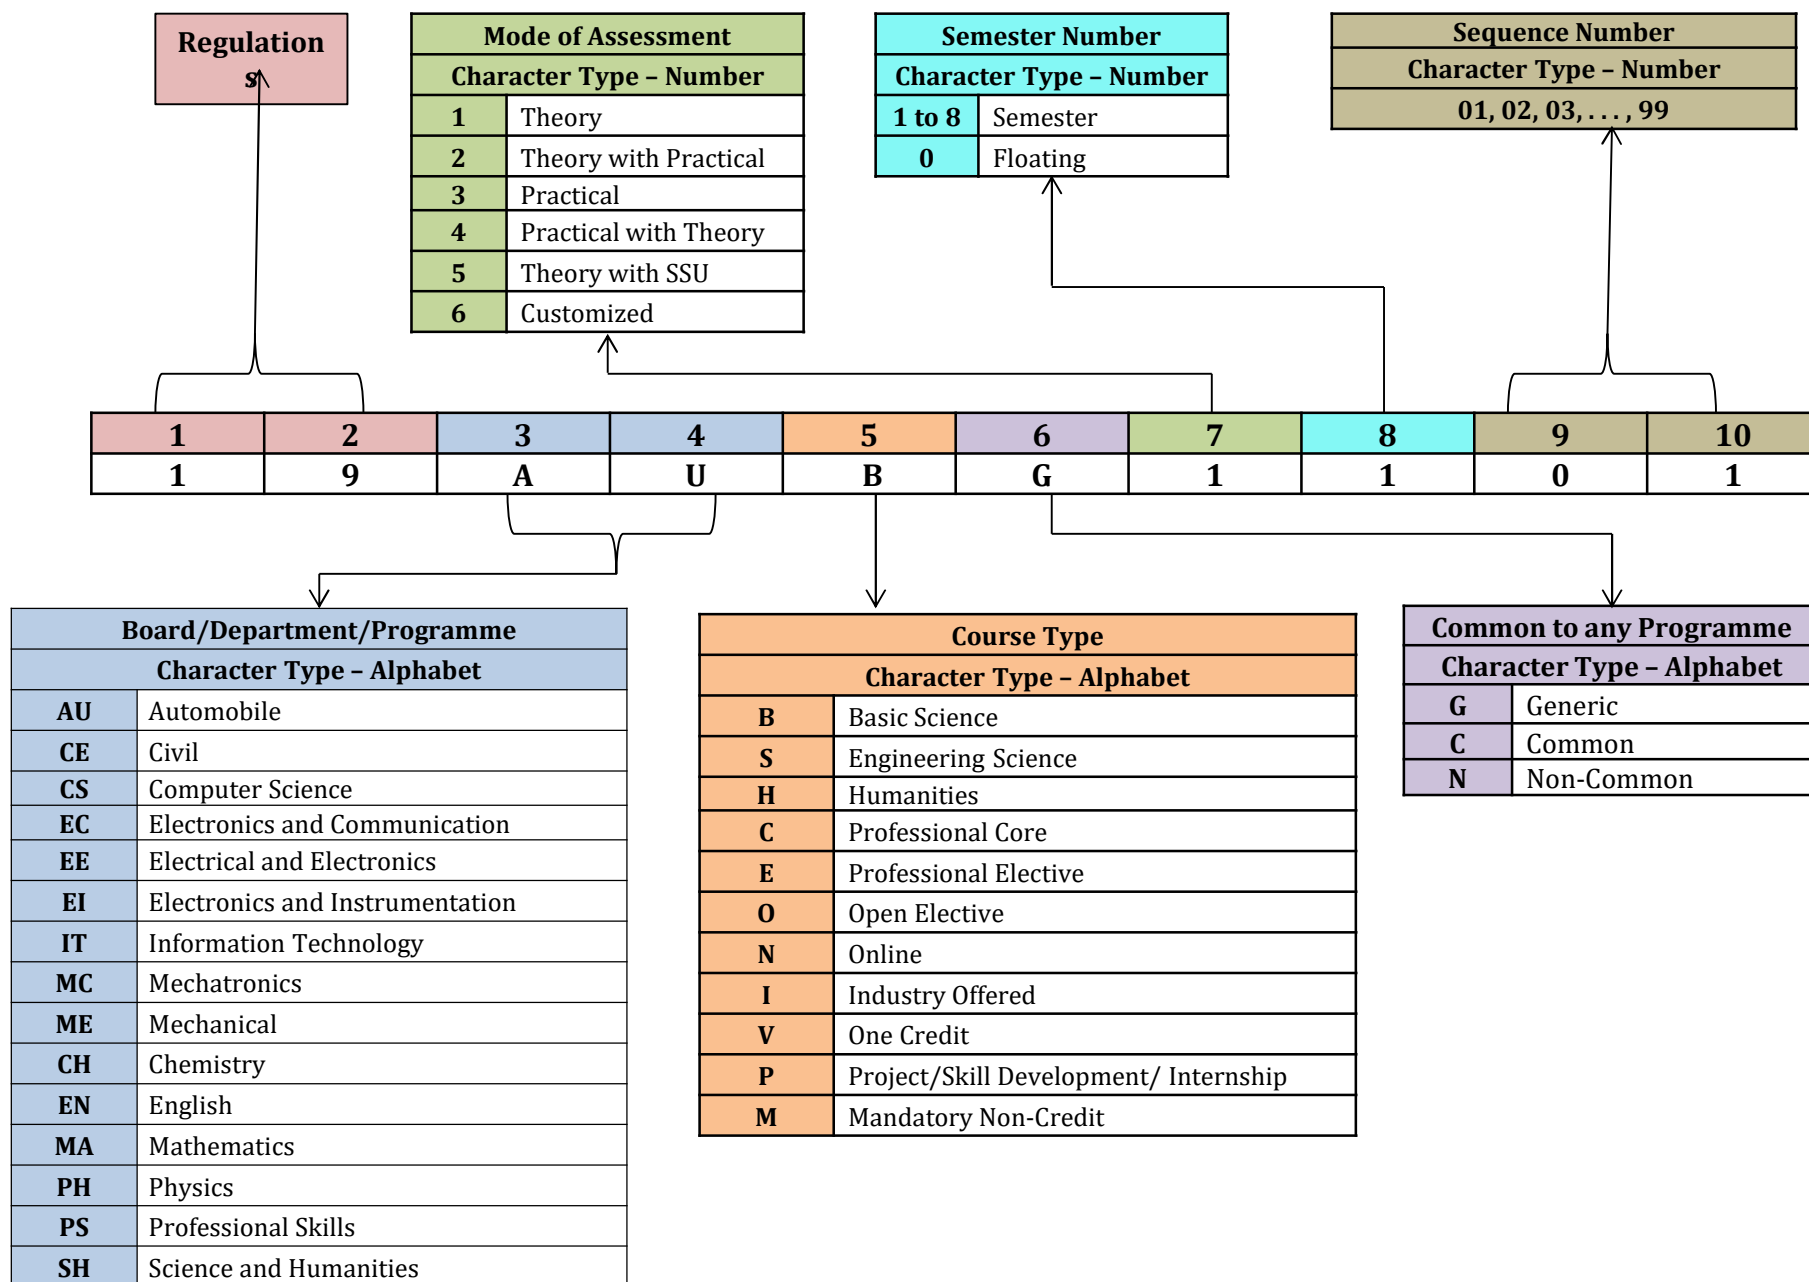 Regulation
s
Mode of Assessment
Character Type – Number
1 Theory
2 Theory with Practical
3 Practical
4 Practical with Theory
5 Theory with SSU
6 Customized
Semester Number
Character Type – Number
1 to 8 Semester
0 Floating
Sequence Number
Character Type – Number
01, 02, 03, . . . , 99
1 2 3 4 5 6 7 8 9 10
1 9 A U B G 1 1 0 1
Board/Department/Programme
Character Type – Alphabet
AU Automobile
CE Civil
CS Computer Science
EC Electronics and Communication
EE Electrical and Electronics
EI Electronics and Instrumentation
IT Information Technology
MC Mechatronics
ME Mechanical
CH Chemistry
EN English
MA Mathematics
PH Physics
PS Professional Skills
SH Science and Humanities
Course Type
Character Type – Alphabet
B Basic Science
S Engineering Science
H Humanities
C Professional Core
E Professional Elective
O Open Elective
N Online
I Industry Offered
V One Credit
P Project/Skill Development/ Internship
M Mandatory Non-Credit
Common to any Programme
Character Type – Alphabet
G Generic
C Common
N Non-Common